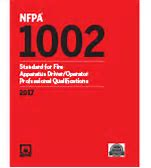 NFPA
1002
Standard for Fire
Apparatus Driver/Operator
Professional Qualifications
2017